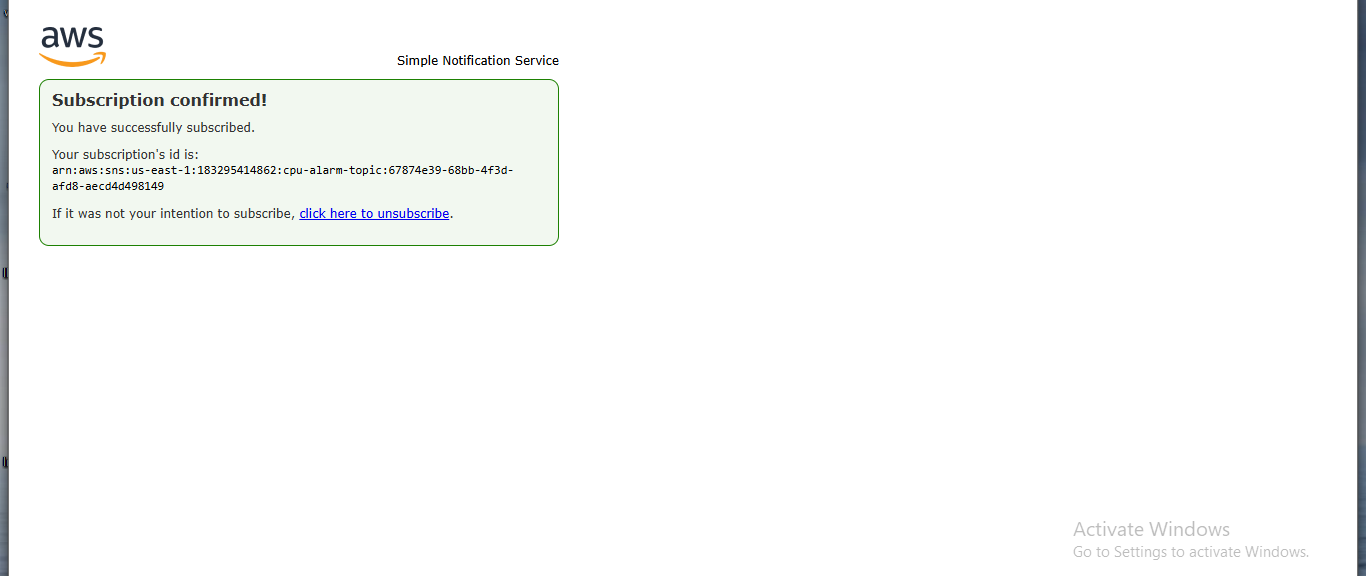 aws
Simple Notification Service
Subscription confirmed!
You have successfully subscribed.
Your subscription's id is:
arn:aws:sns:us-east-1:183295414862:cpu-alarm-topic:67874e39-68bb-4f3d-
afd8-aecd4d498149
If it was not your intention to subscribe, click here to unsubscribe.
Activate Windows
Go to Settings to activate Windows.